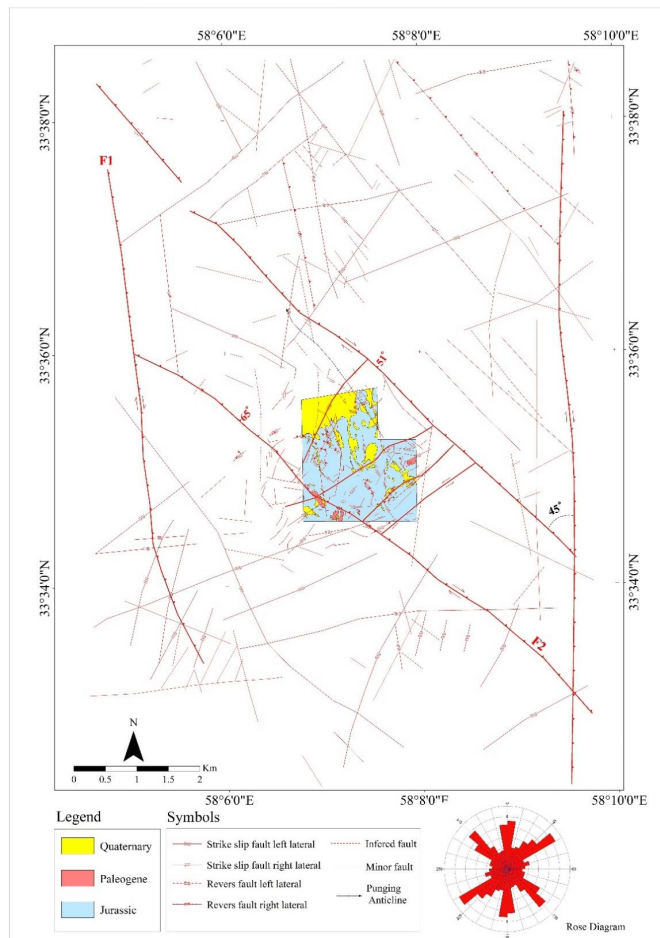 58°6'0"E 58°8'0"E 58°10'0"E
33°38'0"N 33°38'0"N
F1
33°36'0"N 33°36'0"N
51°
65°
45°
33°34'0"N 33°34'0"N
F2
N
Km
0 0.5 1 2
58°6'0"E 58°8'0"E 58°10'0"E
Legend
Quaternary
Paleogene
Jurassic
Symbols
Strike slip fault left lateral
Strike slip fault right lateral
Revers fault left lateral
Revers fault right lateral
Infered fault
Minor fault
Punging
Anticline
Rose Diagram